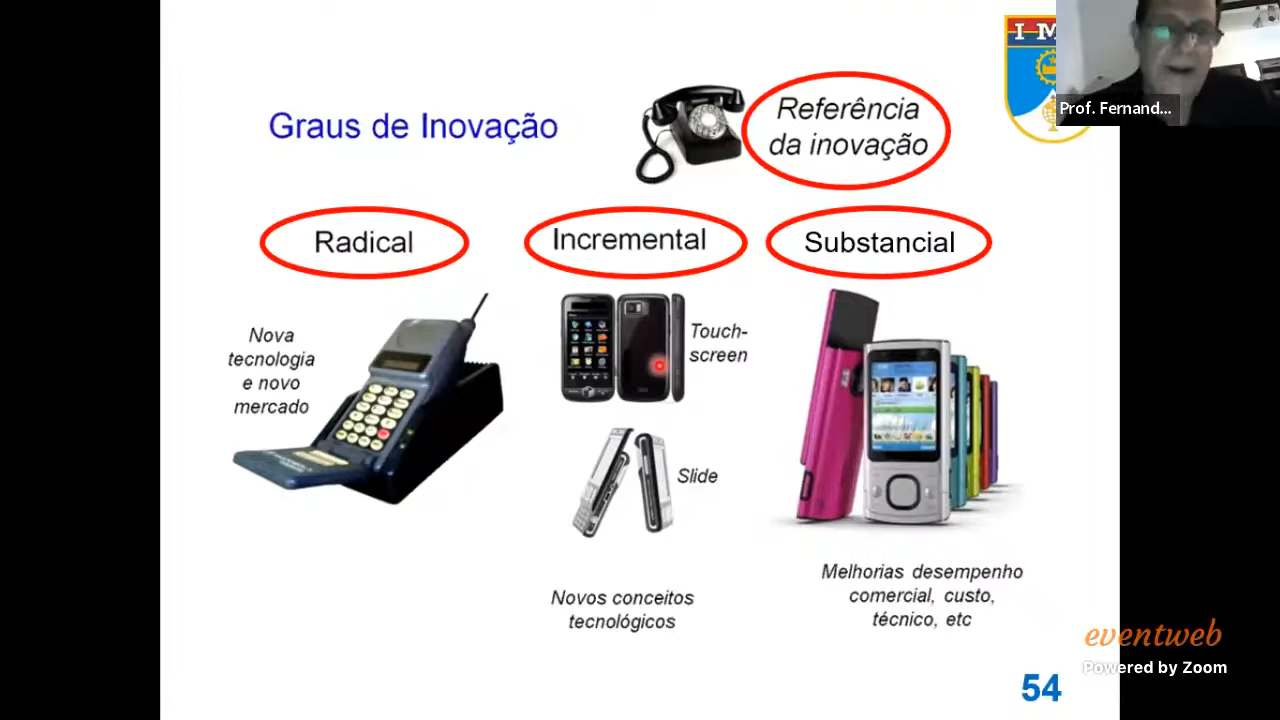 I M
Prof. Fernand...
Graus de Inovação
Referência
da inovação
Radical
Incremental
Substancial
Nova
tecnologia
e novo
mercado
Touch-
screen
Slide
Novos conceitos
tecnológicos
Melhorias desempenho
comercial, custo,
técnico, etc
eventweb
Powered by Zoom
54